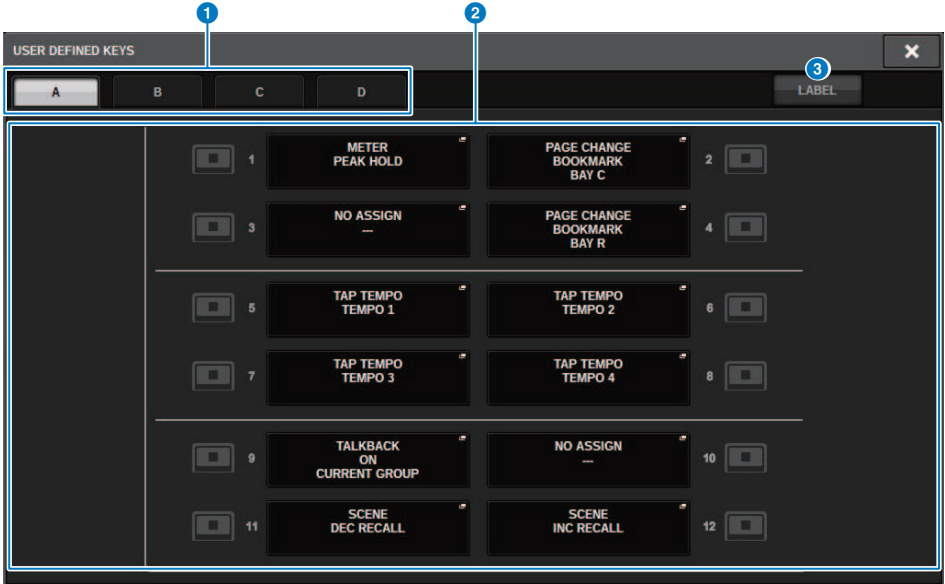 1
2
USER DEFINED KEYS
3
A B C D LABEL
1 METER
PEAK HOLD
PAGE CHANGE
BOOKMARK
BAY C
2
3 NO ASSIGN
---
PAGE CHANGE
BOOKMARK
BAY R
4
5 TAP TEMPO
TEMPO 1
TAP TEMPO
TEMPO 2
6
7 TAP TEMPO
TEMPO 3
TAP TEMPO
TEMPO 4
8
9 TALKBACK
ON
CURRENT GROUP
NO ASSIGN
---
10
11 SCENE
DEC RECALL
SCENE
INC RECALL
12